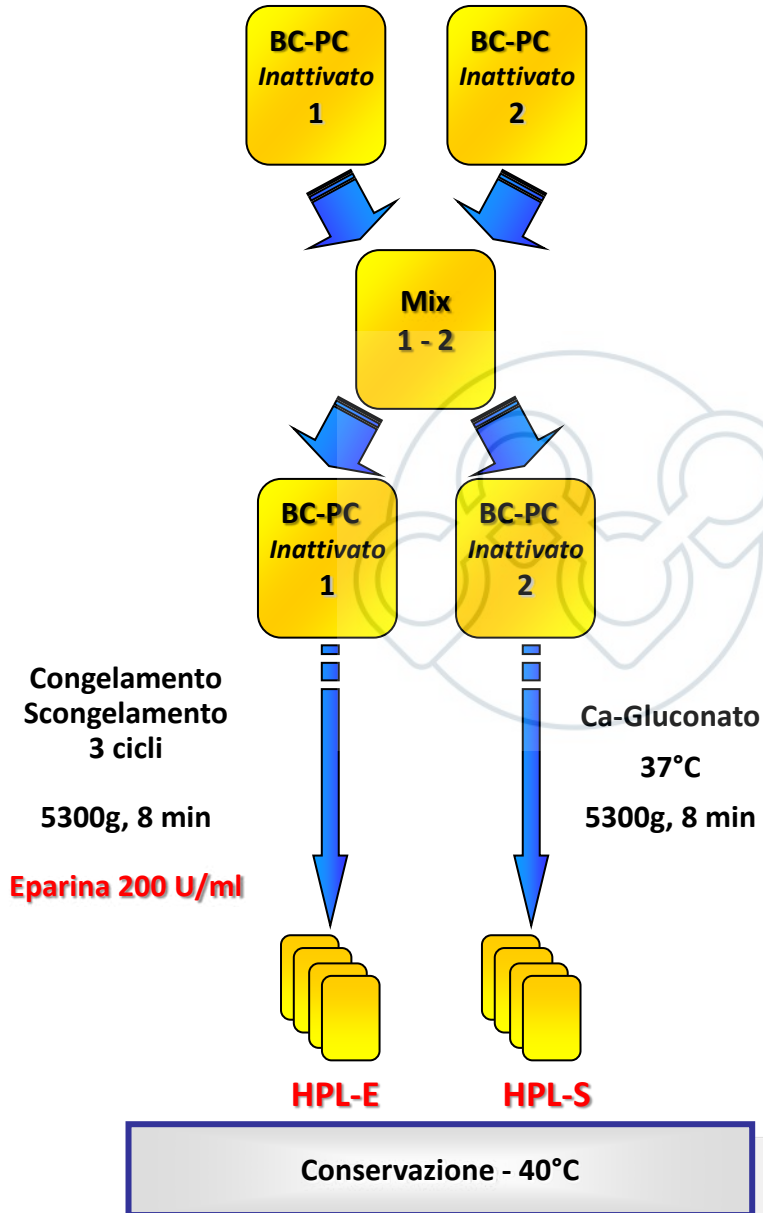 BC-PC
Inattivato
1
BC-PC
Inattivato
2
Mix
1 - 2
BC-PC
Inattivato
1
BC-PC
Inattivato
2
Congelamento
Scongelamento
3 cicli
5300g, 8 min
Eparina 200 U/ml
Ca-Gluconato
37°C
5300g, 8 min
HPL-E
HPL-S
Conservazione - 40°C